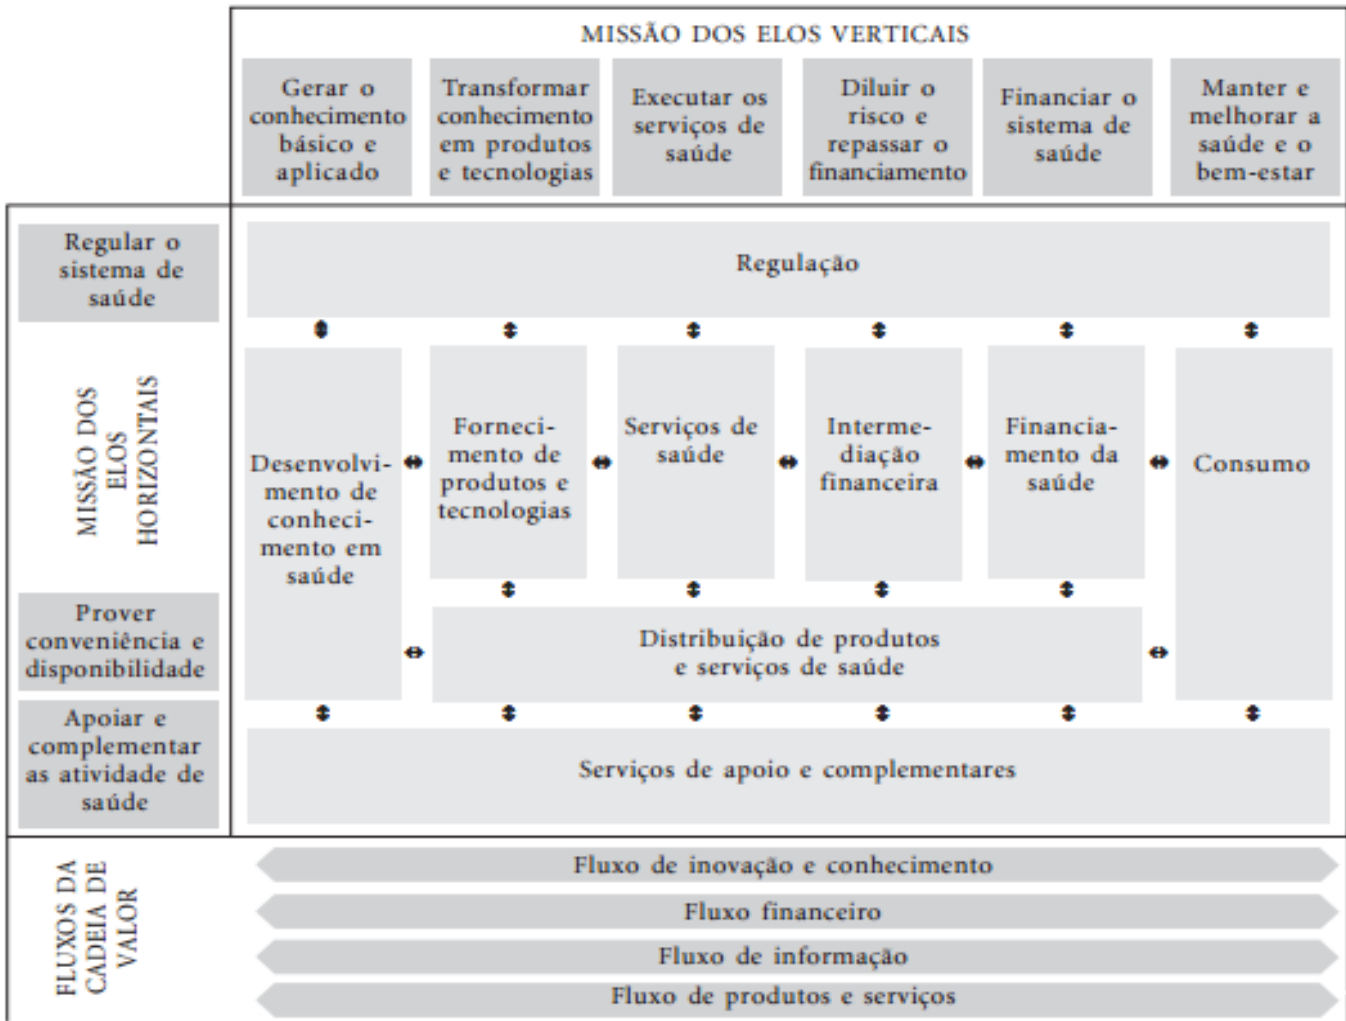 MISSÃO DOS ELOS VERTICAIS
Gerar o
conhecimento
básico e
aplicado
Transformar
conhecimento
em produtos
e tecnologias
Executar os
serviços de
saúde
Diluir o
risco e
repassar o
financiamento
Financiar o
sistema de
saúde
Manter e
melhorar a
saúde e o
bem-estar
Regular o
sistema de
saúde
Regulação
MISSÃO DOS
ELOS
HORIZONTAIS
Desenvolvi-
mento de
conheci-
mento em
saúde
Forneci-
mento de
produtos e
tecnologias
Serviços de
saúde
Interme-
diação
financeira
Financia-
mento da
saúde
Consumo
Prover
conveniência e
disponibilidade
Distribuição de produtos
e serviços de saúde
Apoiar e
complementar
as atividade de
saúde
Serviços de apoio e complementares
FLUXOS DA
CADEIA DE
VALOR
Fluxo de inovação e conhecimento
Fluxo financeiro
Fluxo de informação
Fluxo de produtos e serviços